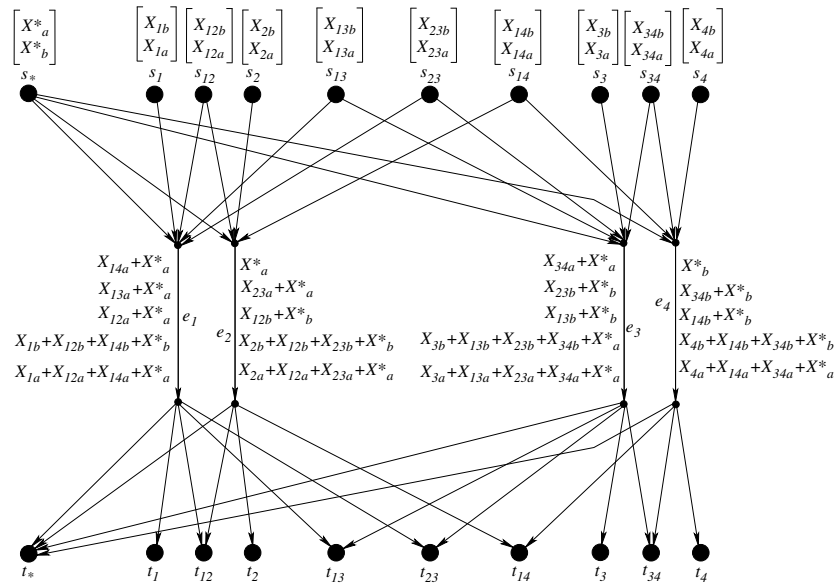 X*a X1b X12b X2b X13b X23b X14b X3b X34b X4b
X*b X1a X12a X2a X13a X23a X14a X3a X34a X4a
s* s1 s12 s2 s13 s23 s14 s3 s34 s4
X14a+X*a X*a X34a+X*a X*b
X13a+X*a X23a+X*a X23b+X*b X34b+X*b
X12a+X*a e1 X12b+X*b X13b+X*b e4 X14b+X*b
X1b+X12b+X14b+X*b e2 X2b+X12b+X23b+X*b X3b+X13b+X23b+X34b+X*a e3 X4b+X14b+X34b+X*b
X1a+X12a+X14a+X*a X2a+X12a+X23a+X*a X3a+X13a+X23a+X34a+X*a X4a+X14a+X34a+X*a
t* t1 t12 t2 t13 t23 t14 t3 t34 t4